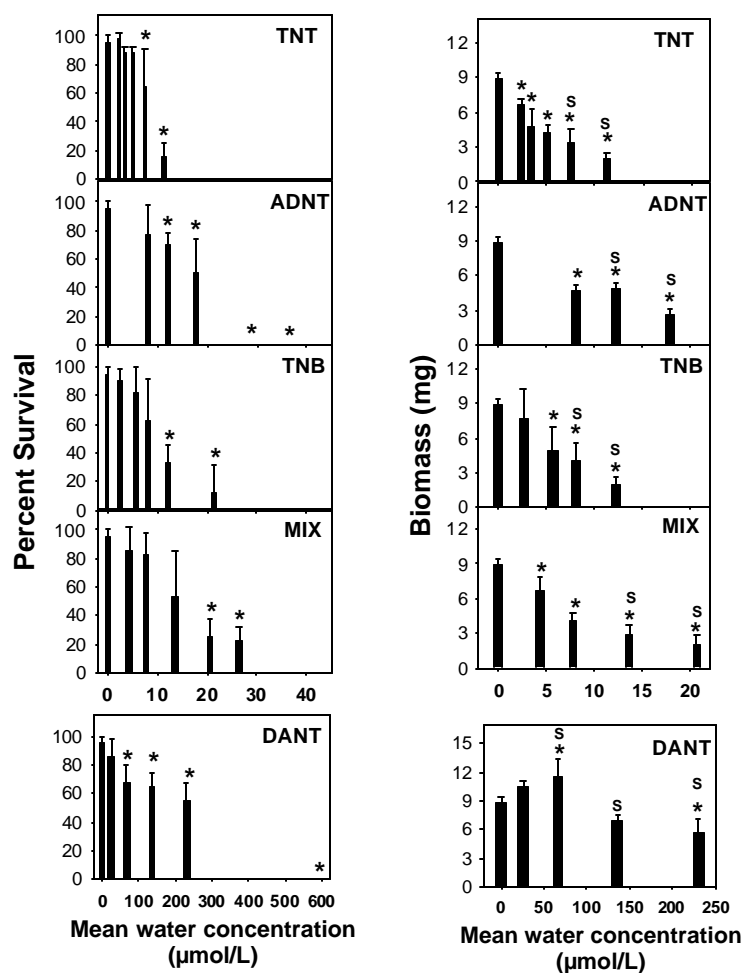 Percent Survival
TNT
100
80
60
40
20
0
* *
ADNT
100
80
60
40
20
0
* * * *
TNB
100
80
60
40
20
0
* *
MIX
100
80
60
40
20
0
* *
0 10 20 30 40
DANT
100
80
60
40
20
0
* * * *
0 100 200 300 400 500 600
Mean water concentration
(µmol/L)
Biomass (mg)
TNT
12
9
6
3
0
S S
* * * * *
ADNT
12
9
6
3
0
S S
* * *
TNB
12
9
6
3
0
S S
* * *
MIX
12
9
6
3
0
S S
* * * *
0 5 10 15 20
DANT
15
12
9
6
3
0
S S S
* *
0 50 100 150 200 250
Mean water concentration
(µmol/L)